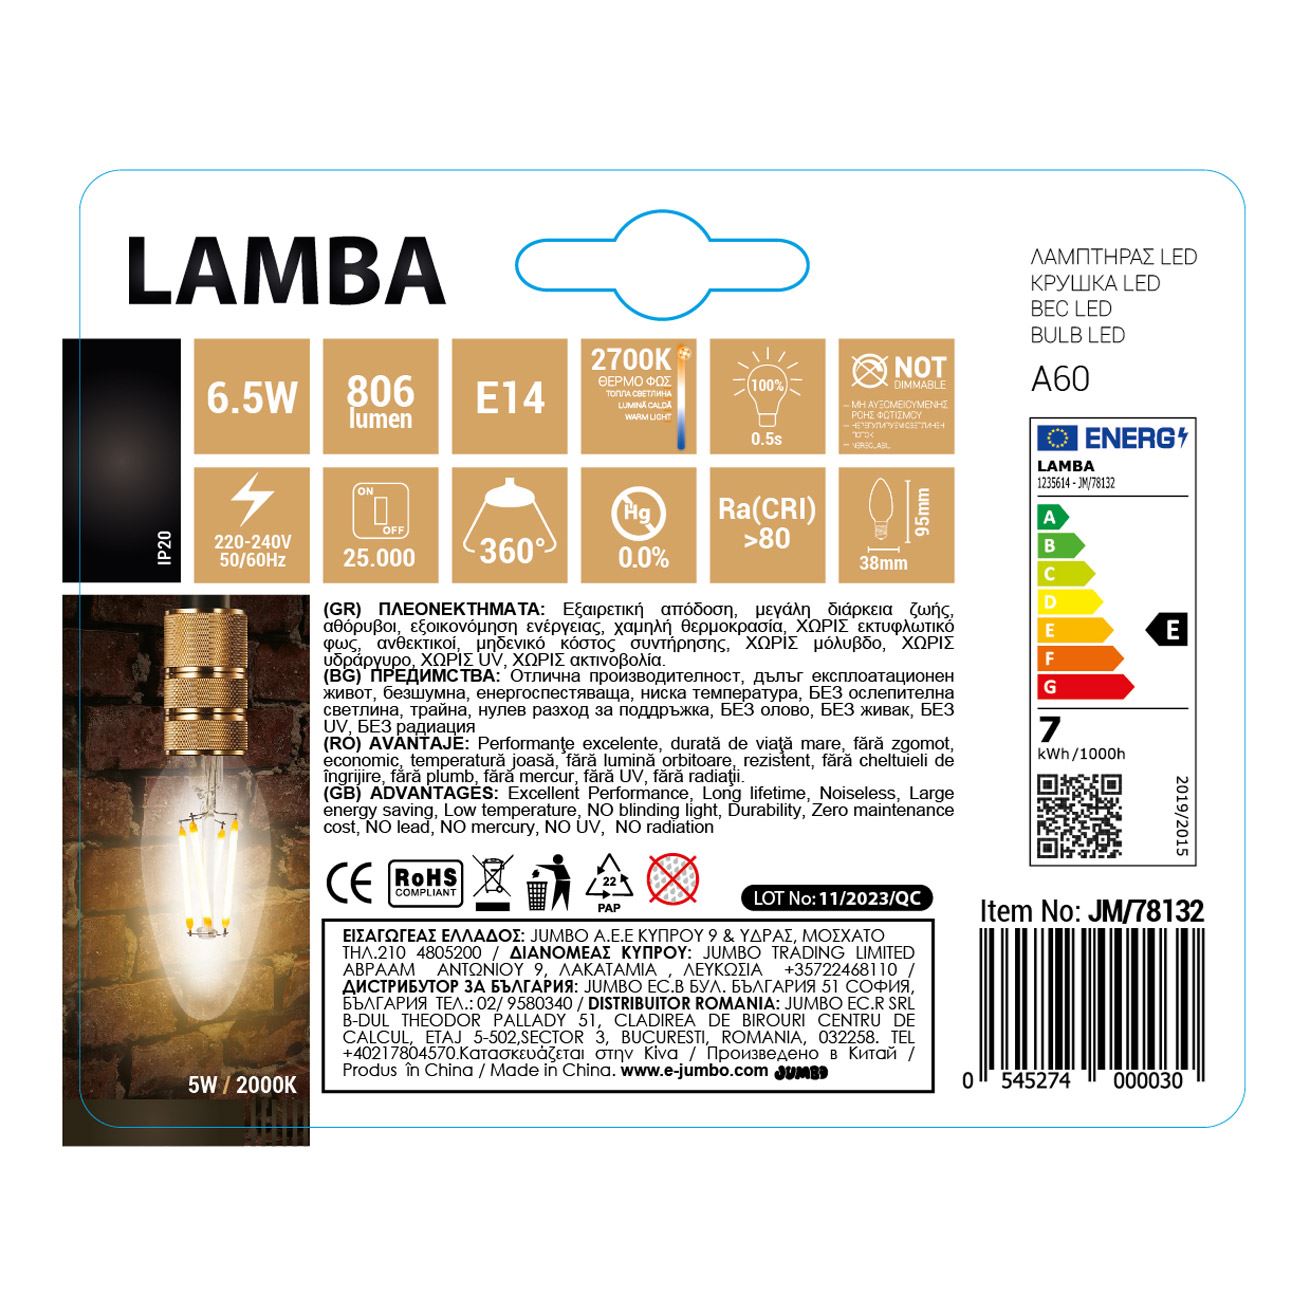 LAMBA
ΛΑΜΠΤΗΡΑΣ LED
КРУШКА LED
BEC LED
BULB LED
A60
6.5W
806
lumen
E14
2700K
ΘΕΡΜΟ ΦΩΣ
ТОПЛА СВЕТЛИНА
LUMINĂ CALDĂ
WARM LIGHT
100%
0.5s
NOT
DIMMABLE
– ΜΗ ΑΥΞΟΜΕΙΟΥΜΕΝΗΣ
ΡΟΗΣ ΦΩΤΙΣΜΟΥ
IP20
220-240V
50/60Hz
ON
OFF
25.000
360°
Hg
0.0%
Ra(CRI)
>80
95mm
38mm
ENERG
LAMBA
1235614 - JM/78132
A
B
C
D
E
F
G
E
7
kWh/1000h
2019/2015
(GR) ΠΛΕΟΝΕΚΤΗΜΑΤΑ: Εξαιρετική απόδοση, μεγάλη διάρκεια ζωής,
αθόρυβοι, εξοικονόμηση ενέργειας, χαμηλή θερμοκρασία, ΧΩΡΙΣ εκτυφλωτικό
φως, ανθεκτικοί, μηδενικό κόστος συντήρησης, ΧΩΡΙΣ μόλυβδο, ΧΩΡΙΣ
υδράργυρο, ΧΩΡΙΣ UV, ΧΩΡΙΣ ακτινοβολία.
(BG) ПРЕДИМСТВА: Отлична производителност, дълъг експлоатационен
живот, безшумна, енергоспестяваща, ниска температура, БЕЗ ослепителна
светлина, трайна, нулев разход за поддръжка, БЕЗ олово, БЕЗ живак, БЕЗ
UV, БЕЗ радиация
(RO) AVANTAJE: Performanţe excelente, durată de viaţă mare, fără zgomot,
economic, temperatură joasă, fără lumină orbitoare, rezistent, fără cheltuieli de
îngrijire, fără plumb, fără mercur, fără UV, fără radiaţii.
(GB) ADVANTAGES: Excellent Performance, Long lifetime, Noiseless, Large
energy saving, Low temperature, NO blinding light, Durability, Zero maintenance
cost, NO lead, NO mercury, NO UV, NO radiation
CE
RoHS
COMPLIANT
22
PAP
LOT No: 11/2023/QC
ΕΙΣΑΓΩΓΕΑΣ ΕΛΛΑΔΟΣ: JUMBO A.E.E ΚΥΠΡΟΥ 9 & ΥΔΡΑΣ, ΜΟΣΧΑΤΟ
ΤΗΛ.210 4805200 / ΔΙΑΝΟΜΕΑΣ ΚΥΠΡΟΥ: JUMBO TRADING LIMITED
ΑΒΡΑΑΜ ΑΝΤΩΝΙΟΥ 9, ΛΑΚΑΤΑΜΙΑ , ΛΕΥΚΩΣΙΑ +35722468110 /
ДИСТРИБУТОР ЗА БЪЛГАРИЯ: JUMBO EC.B БУЛ. БЪЛГАРИЯ 51 СОФИЯ,
БЪЛГАРИЯ ТЕЛ.: 02/ 9580340 / DISTRIBUITOR ROMANIA: JUMBO EC.R SRL
B-DUL THEODOR PALLADY 51, CLADIREA DE BIROURI CENTRU DE
CALCUL, ETAJ 5-502,SECTOR 3, BUCURESTI, ROMANIA, 032258. TEL
+40217804570.Κατασκευάζεται στην Κίνα / Произведено в Китай /
Produs în China / Made in China. www.e-jumbo.com JUMBO
5W / 2000K
Item No: JM/78132
0 545274 000030